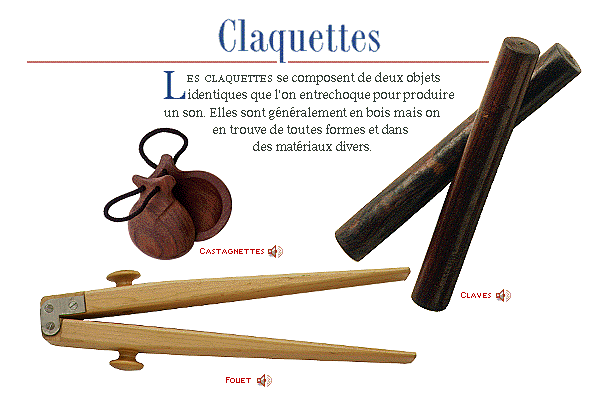 Claquettes
LES CLAQUETTES se composent de deux objets
identiques que l'on entrechoque pour produire
un son. Elles sont généralement en bois mais on
en trouve de toutes formes et dans
des matériaux divers.
CASTAGNETTES
CLAVES
FOUET